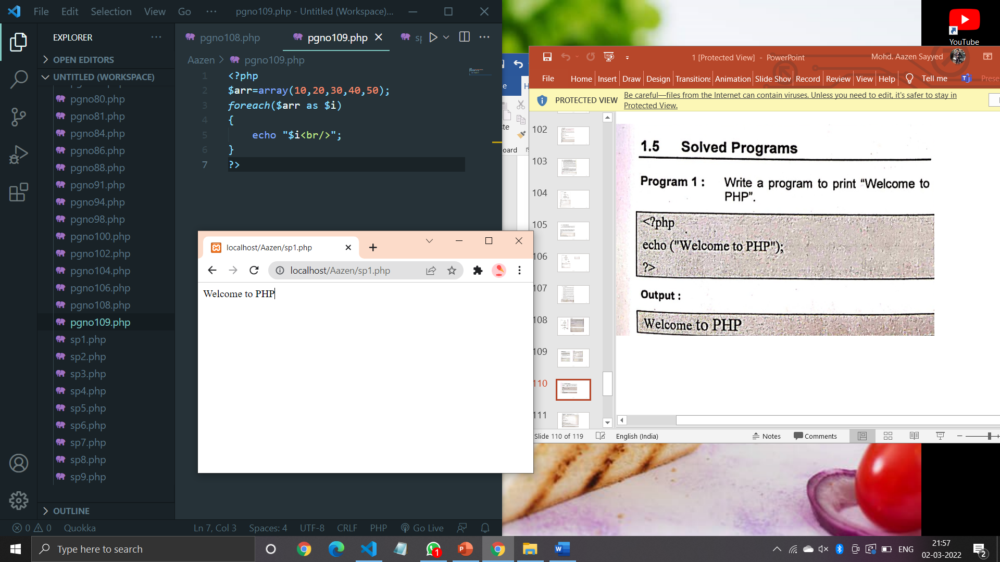 File Edit Selection View Go ··· pgno109.php - Untitled (Workspace)...
EXPLORER ···
OPEN EDITORS
UNTITLED (WORKSPACE)
pgno80.php
pgno81.php
pgno84.php
pgno86.php
pgno88.php
pgno91.php
pgno94.php
pgno98.php
pgno100.php
pgno102.php
pgno104.php
pgno106.php
pgno108.php
pgno109.php
sp1.php
sp2.php
sp3.php
sp4.php
sp5.php
sp6.php
sp7.php
sp8.php
sp9.php
OUTLINE
pgno108.php pgno109.php
Aazen > pgno109.php
1 <?php
2 $arr=array(10,20,30,40,50);
3 foreach($arr as $i)
4 {
5 echo "$i<br/>";
6 }
7 ?>
0 0 Quokka Ln 7, Col 3 Spaces: 4 UTF-8 CRLF PHP Go Live
localhost/Aazen/sp1.php
localhost/Aazen/sp1.php
Welcome to PHP
YouTube
1 [Protected View] - PowerPoint Mohd. Aazen Sayyed
File Home Insert Draw Design Transitions Animation Slide Shov Record Review View Help Tell me Prese
PROTECTED VIEW Be careful—files from the Internet can contain viruses. Unless you need to edit, it's safer to stay in
Protected View.
102
103
104
105
106
107
108
109
110
111
1.5 Solved Programs
Program 1 : Write a program to print “Welcome to
PHP”.
<?php
echo ("Welcome to PHP");
?>
Output :
Welcome to PHP
Slide 110 of 119 English (India) Notes Comments
Type here to search
1
ENG
21:57
02-03-2022
2